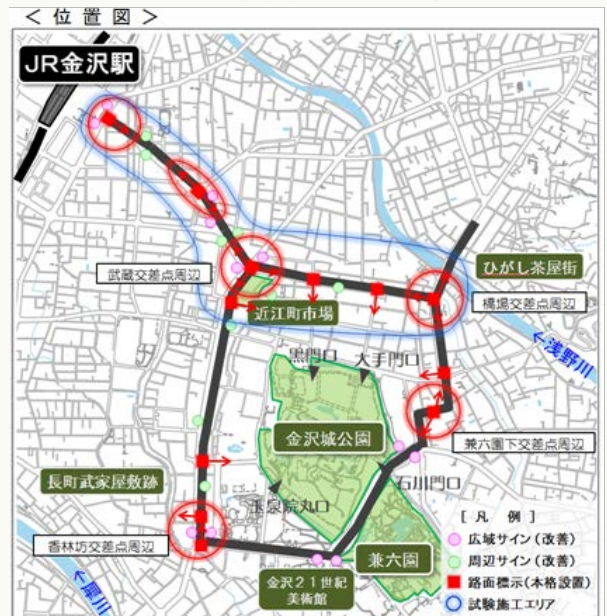 ＜位置図＞
JR金沢駅
武蔵交差点周辺
ひがし茶屋街
橋場交差点周辺
近江町市場
←浅野川
黒門口
大手門口
金沢城公園
兼六園下交差点周辺
石川門口
長町武家屋敷跡
玉泉院丸口
香林坊交差点周辺
兼六園
金沢２１世紀
美術館
←犀川
［凡 例］
広域サイン（改善）
周辺サイン（改善）
路面標示（本格設置）
試験施工エリア